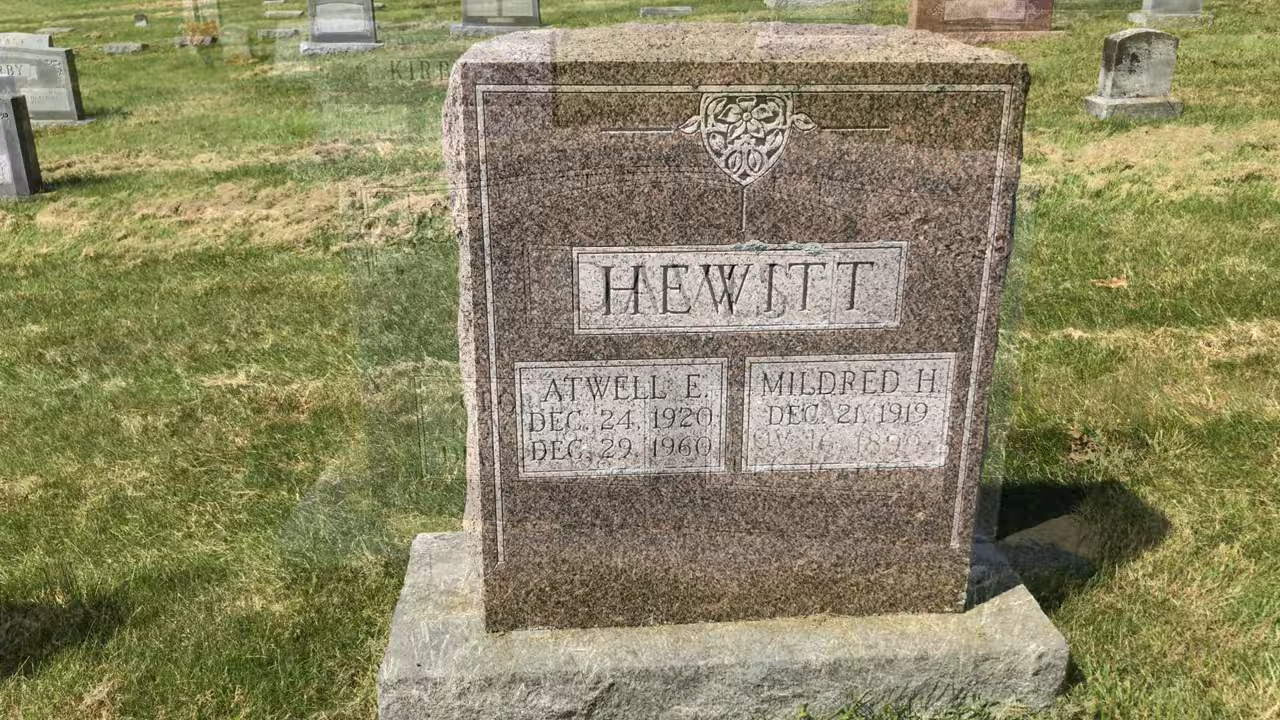 HEWITT
ATWELL E.
DEC. 24, 1920
DEC. 29, 1960
MILDRED H.
DEC. 21, 1919